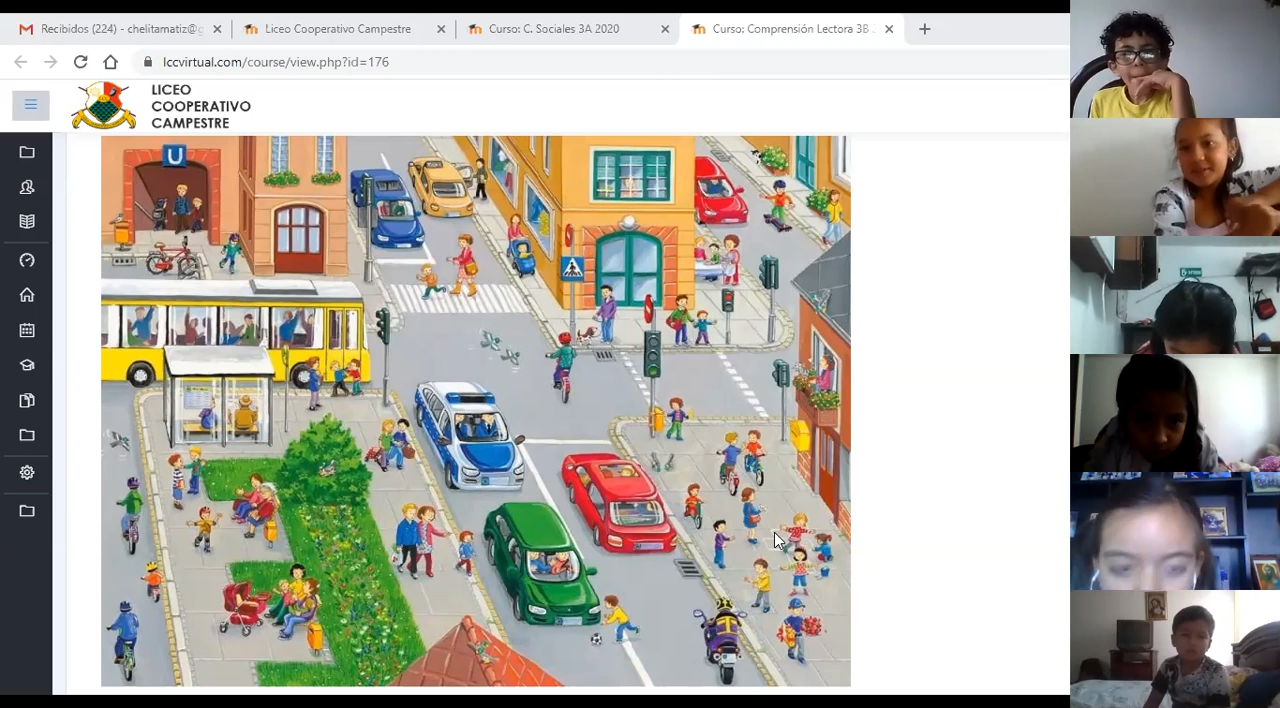 Recibidos (224) - chelitamatiz@g
Liceo Cooperativo Campestre
Curso: C. Sociales 3A 2020
Curso: Comprensión Lectora 3B
lccvirtual.com/course/view.php?id=176
LICEO
COOPERATIVO
CAMPESTRE
U